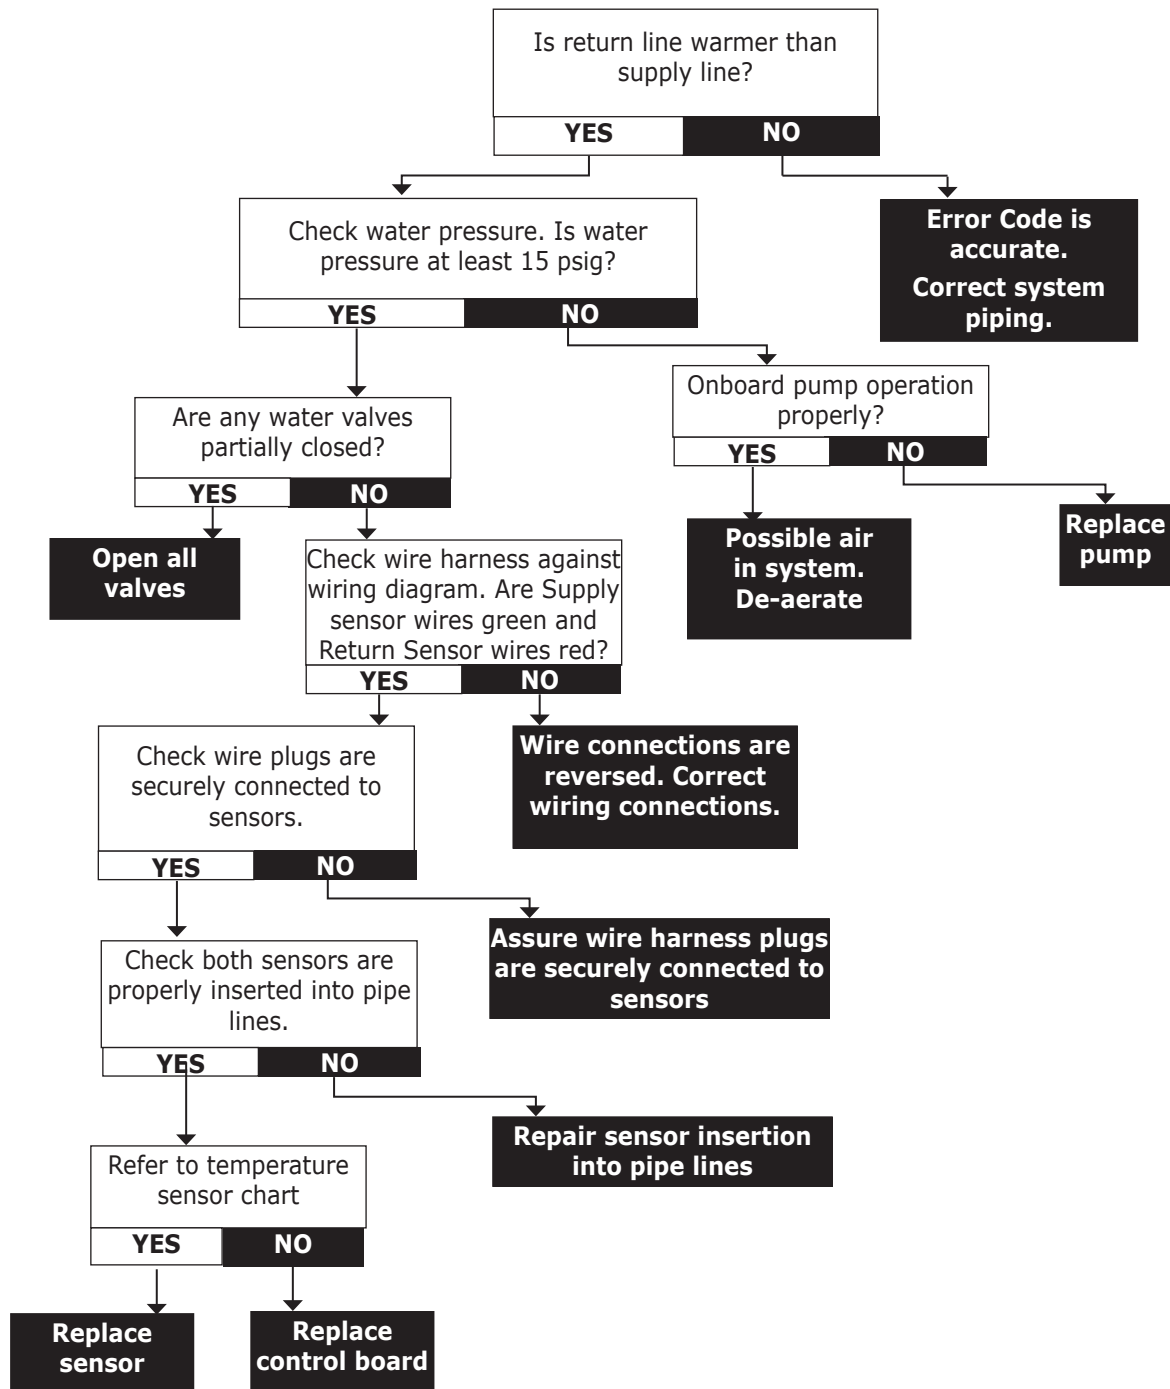 Is return line warmer than
supply line?
YES
NO
Check water pressure. Is water
pressure at least 15 psig?
YES
NO
Error Code is
accurate.
Correct system
piping.
Onboard pump operation
properly?
YES
NO
Are any water valves
partially closed?
YES
NO
Open all
valves
Possible air
in system.
De-aerate
Replace
pump
Check wire harness against
wiring diagram. Are Supply
sensor wires green and
Return Sensor wires red?
YES
NO
Check wire plugs are
securely connected to
sensors.
YES
NO
Wire connections are
reversed. Correct
wiring connections.
Check both sensors are
properly inserted into pipe
lines.
YES
NO
Assure wire harness plugs
are securely connected to
sensors
Refer to temperature
sensor chart
YES
NO
Repair sensor insertion
into pipe lines
Replace
sensor
Replace
control board